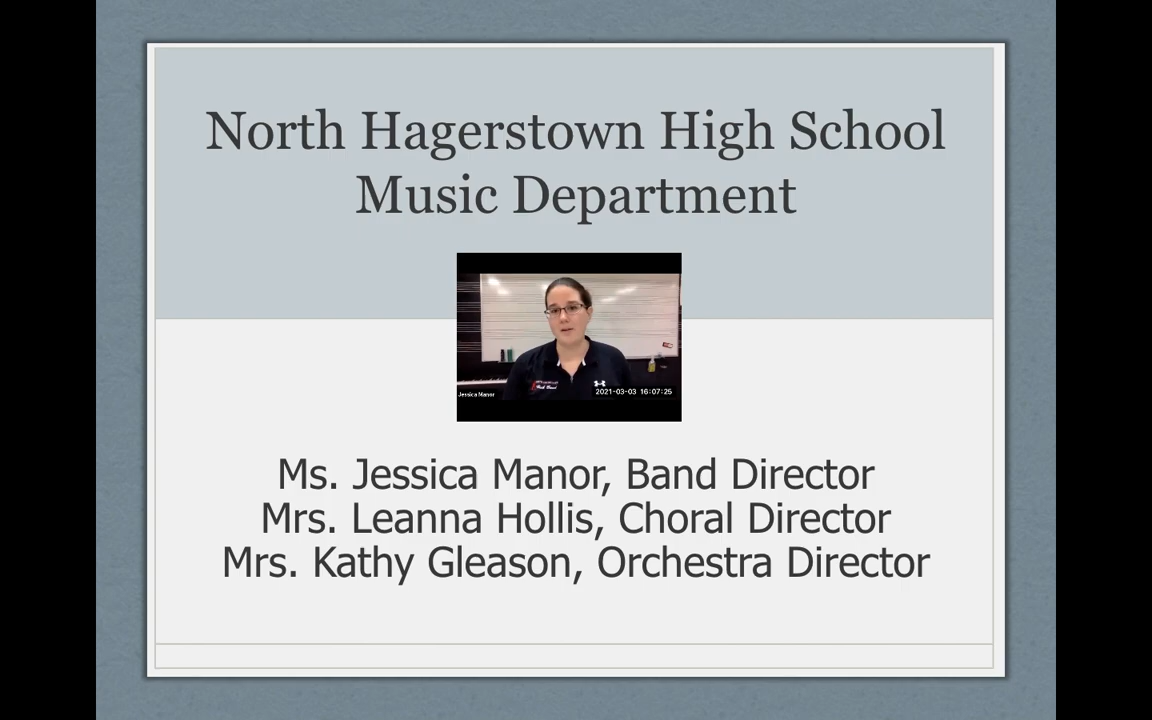 North Hagerstown High School
Music Department
Jessica Manor
2021-03-03 16:07:25
Ms. Jessica Manor, Band Director
Mrs. Leanna Hollis, Choral Director
Mrs. Kathy Gleason, Orchestra Director